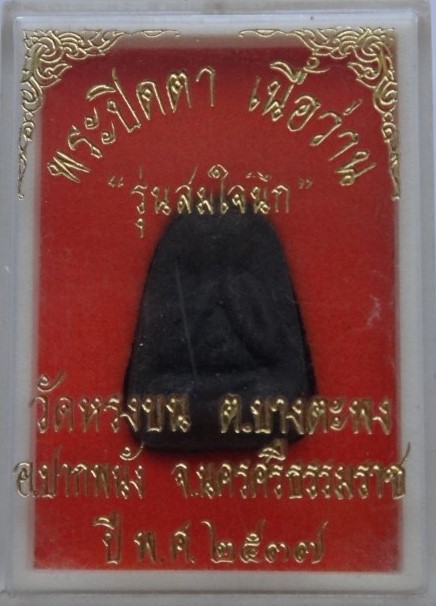 พระปิดตา เนื้อว่าน
"รุ่นสมใจนึก"
วัดหรงบน ต.บางตะพง
อ.ปากพนัง จ.นครศรีธรรมราช
ปี พ.ศ. ๒๕๓๗